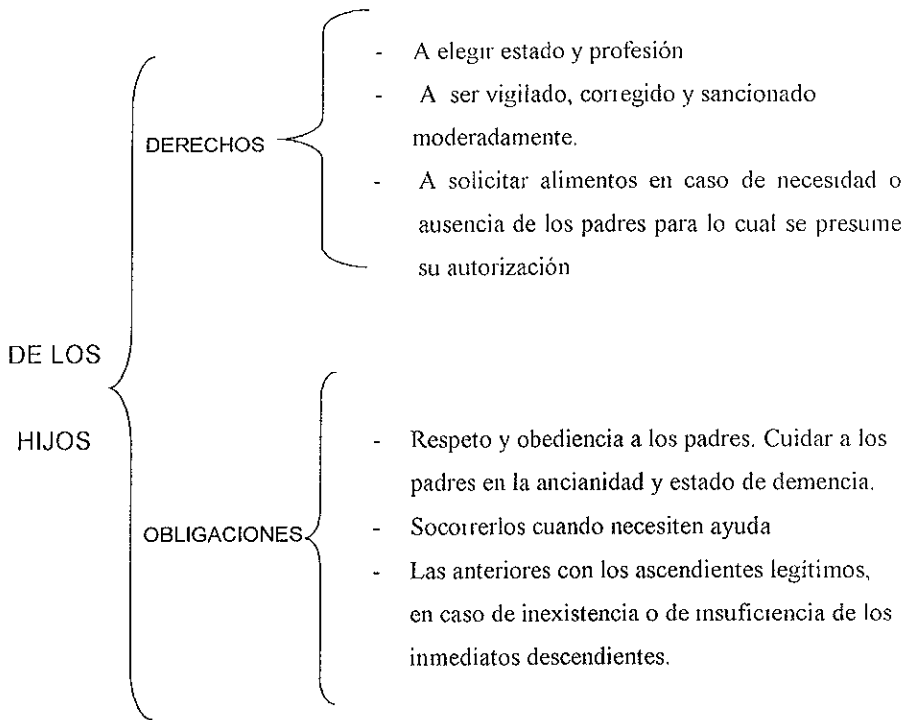 - A elegir estado y profesión
- A ser vigilado, corregido y sancionado
moderadamente.
DERECHOS
- A solicitar alimentos en caso de necesidad o
ausencia de los padres para lo cual se presume
su autorización
DE LOS
HIJOS
- Respeto y obediencia a los padres. Cuidar a los
padres en la ancianidad y estado de demencia.
OBLIGACIONES
- Socorrerlos cuando necesiten ayuda
- Las anteriores con los ascendientes legítimos,
en caso de inexistencia o de insuficiencia de los
inmediatos descendientes.